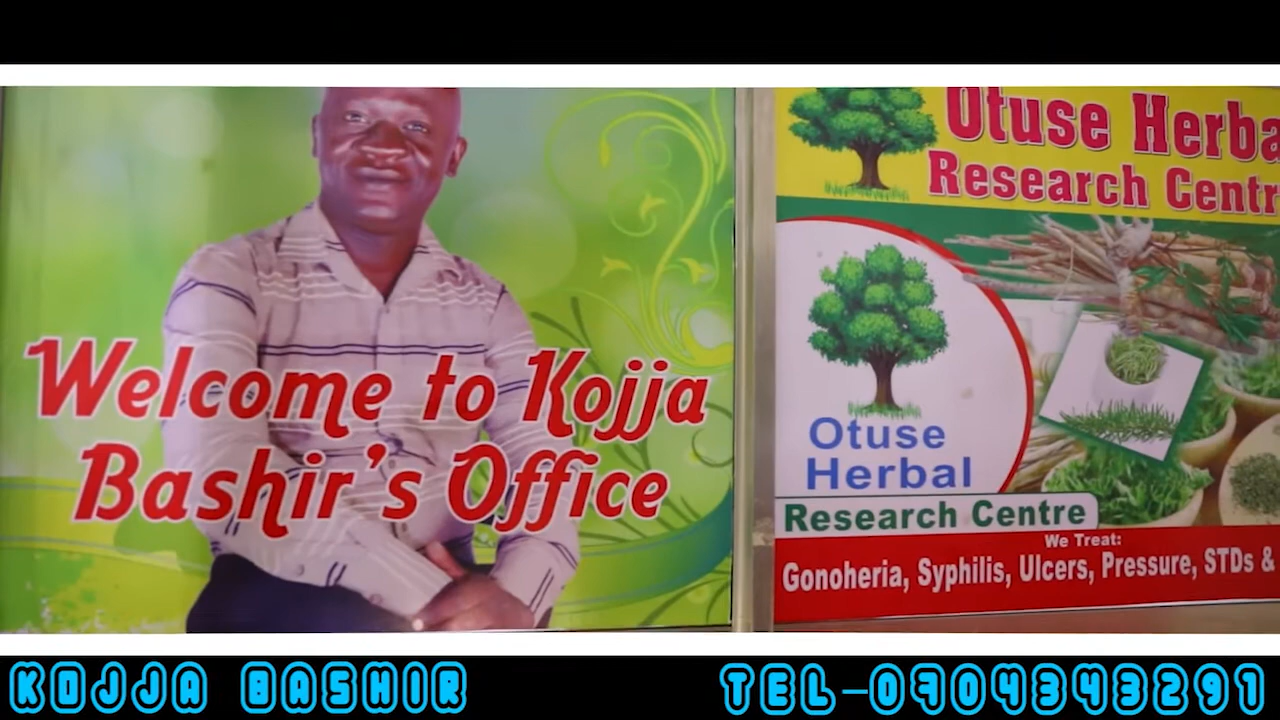 Welcome to Kojja
Bashir's Office
Otuse Herba
Research Centr
Otuse
Herbal
Research Centre
We Treat:
Gonoheria, Syphilis, Ulcers, Pressure, STDs &
KOJJA BASHIR
TEL-0704343291